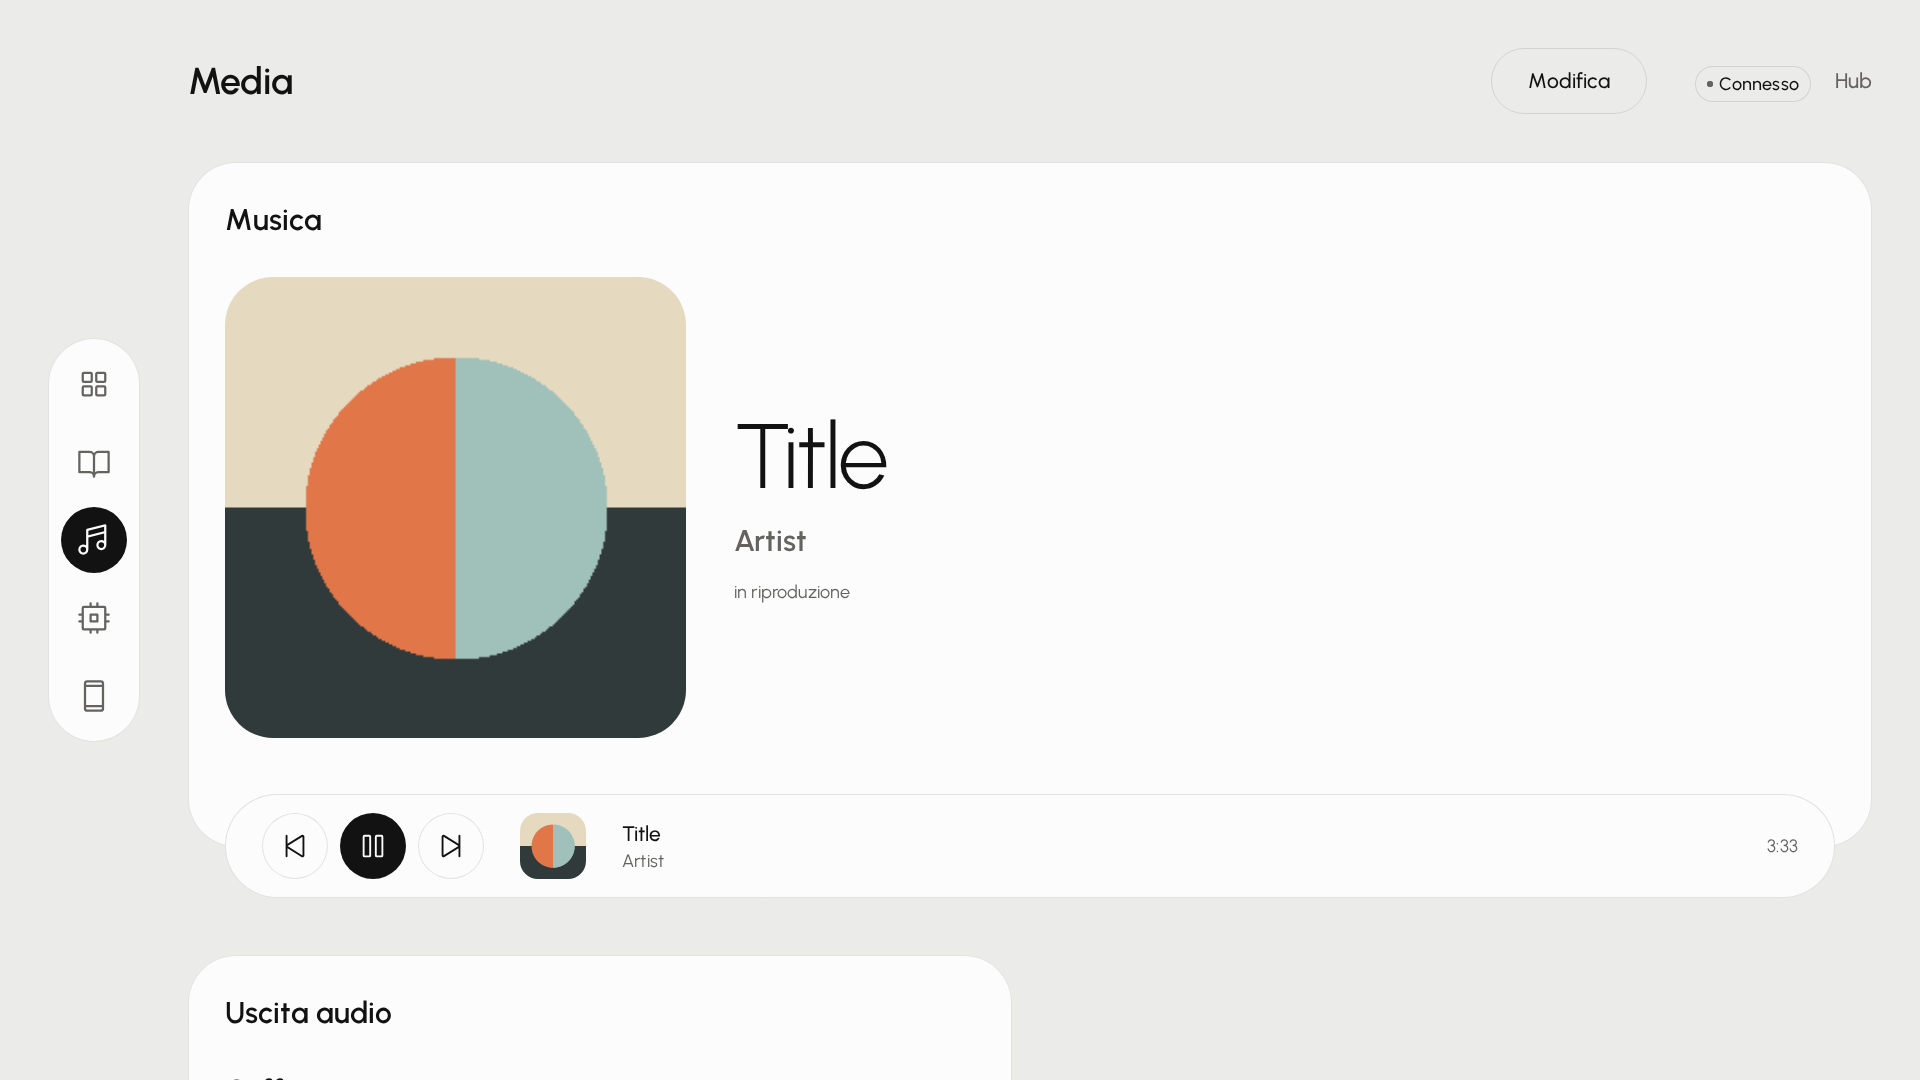 Media
Modifica
Connesso
Hub
Musica
Title
Artist
in riproduzione
Title
Artist
3:33
Uscita audio